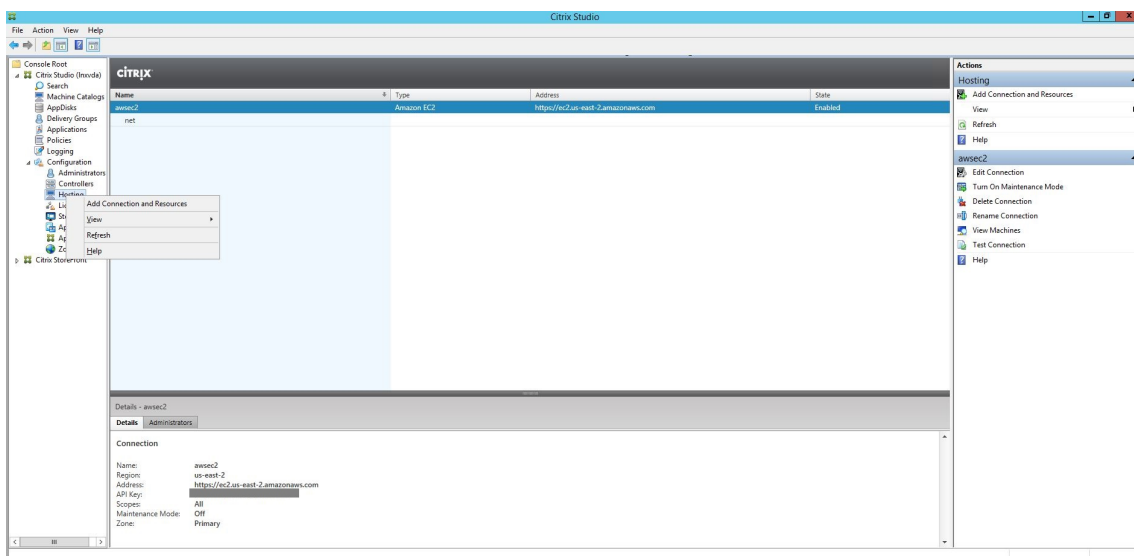 Citrix Studio
File Action View Help
Console Root
Citrix Studio (lnxvda)
Search
Machine Catalogs
AppDisks
Delivery Groups
Applications
Policies
Logging
Configuration
Administrators
Controllers
Hosting
Citrix StoreFront
Add Connection and Resources
View
Refresh
Help
CITRIX
Name Type Address State
awsec2 Amazon EC2 https://ec2.us-east-2.amazonaws.com Enabled
net
Details - awsec2
Details Administrators
Connection
Name: awsec2
Region: us-east-2
Address: https://ec2.us-east-2.amazonaws.com
API Key:
Scopes: All
Maintenance Mode: Off
Zone: Primary
Actions
Hosting
Add Connection and Resources
View
Refresh
Help
awsec2
Edit Connection
Turn On Maintenance Mode
Delete Connection
Rename Connection
View Machines
Test Connection
Help